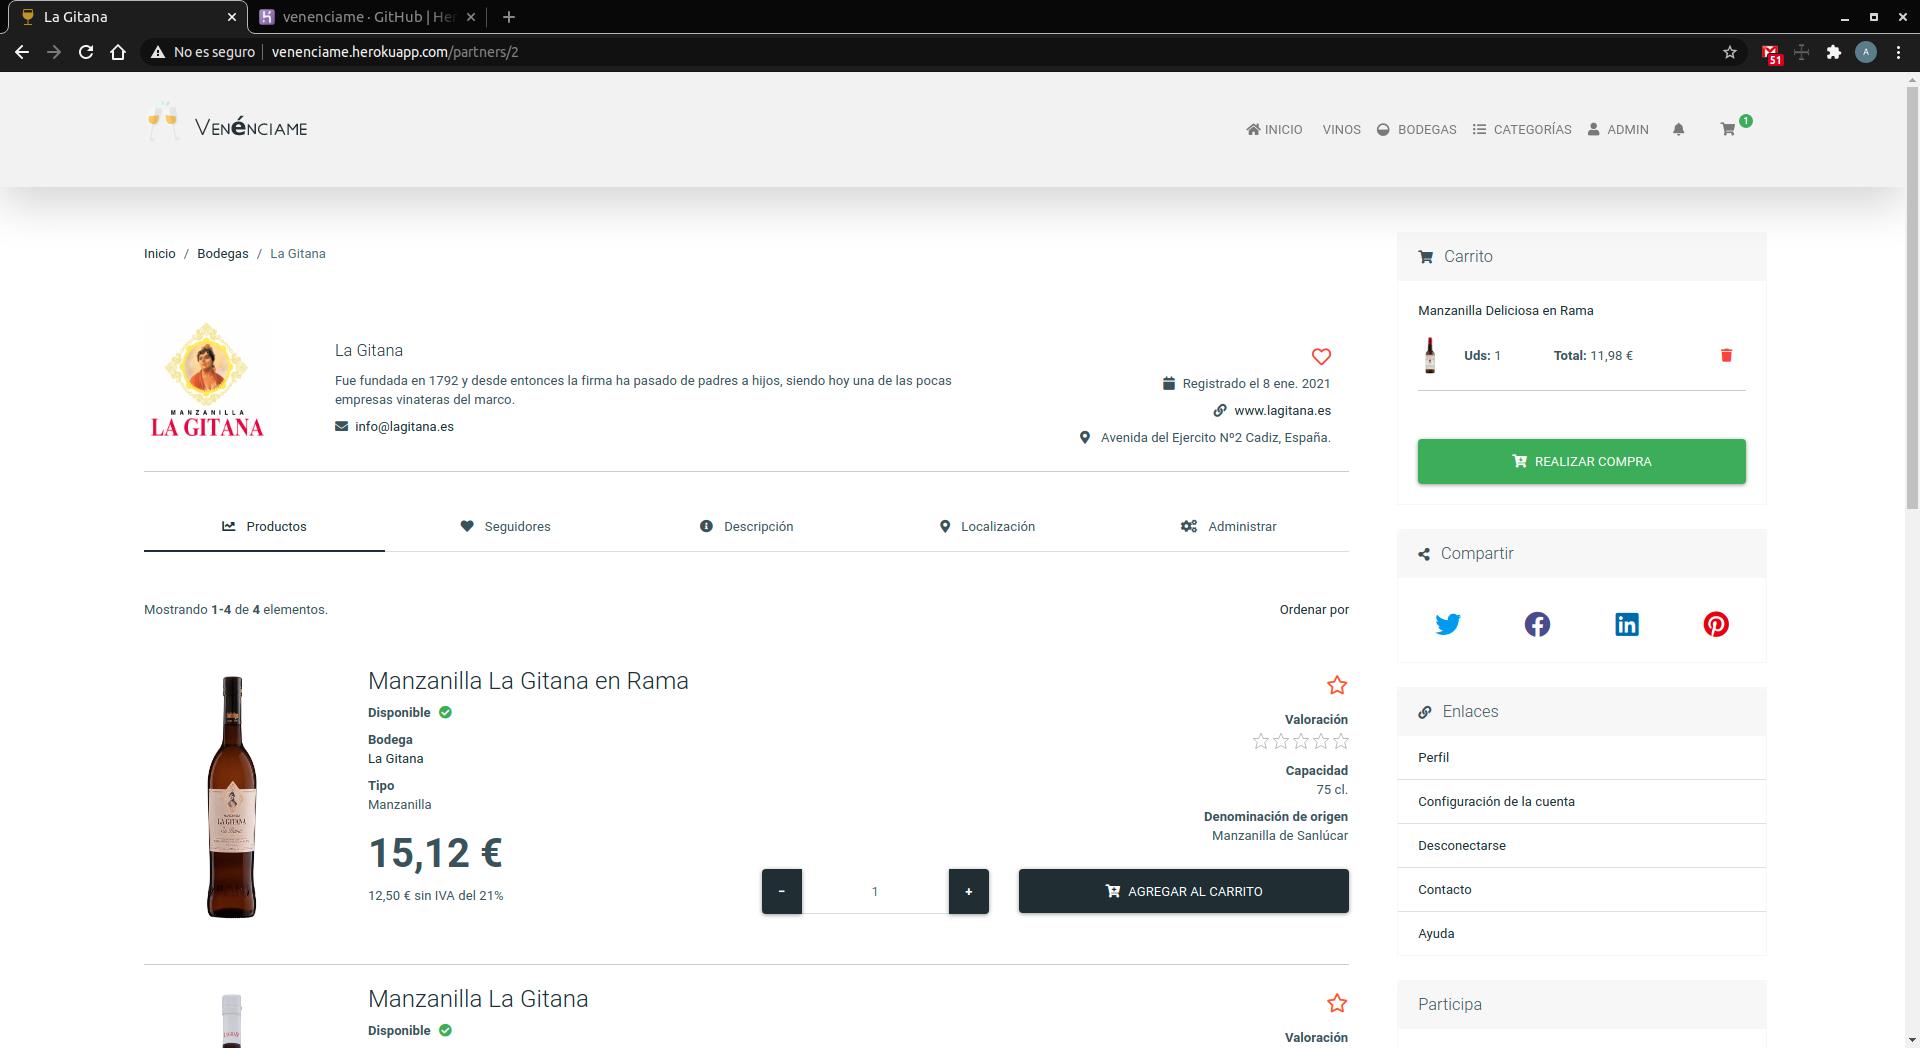 La Gitana
venenciame · GitHub | Her
No es seguro
venenciame.herokuapp.com/partners/2
51
A
Venénciame
INICIO
VINOS
BODEGAS
CATEGORÍAS
ADMIN
1
Inicio / Bodegas / La Gitana
MANZANILLA
LA GITANA
La Gitana
Fue fundada en 1792 y desde entonces la firma ha pasado de padres a hijos, siendo hoy una de las pocas
empresas vinateras del marco.
info@lagitana.es
Registrado el 8 ene. 2021
www.lagitana.es
Avenida del Ejercito Nº2 Cadiz, España.
Productos
Seguidores
Descripción
Localización
Administrar
Mostrando 1-4 de 4 elementos.
Ordenar por
Manzanilla La Gitana en Rama
Disponible
Bodega
La Gitana
Tipo
Manzanilla
15,12 €
12,50 € sin IVA del 21%
Valoración
Capacidad
75 cl.
Denominación de origen
Manzanilla de Sanlúcar
-
1
+
AGREGAR AL CARRITO
LA GITANA
Manzanilla La Gitana
Disponible
Valoración
Carrito
Manzanilla Deliciosa en Rama
Uds: 1
Total: 11,98 €
REALIZAR COMPRA
Compartir
Enlaces
Perfil
Configuración de la cuenta
Desconectarse
Contacto
Ayuda
Participa